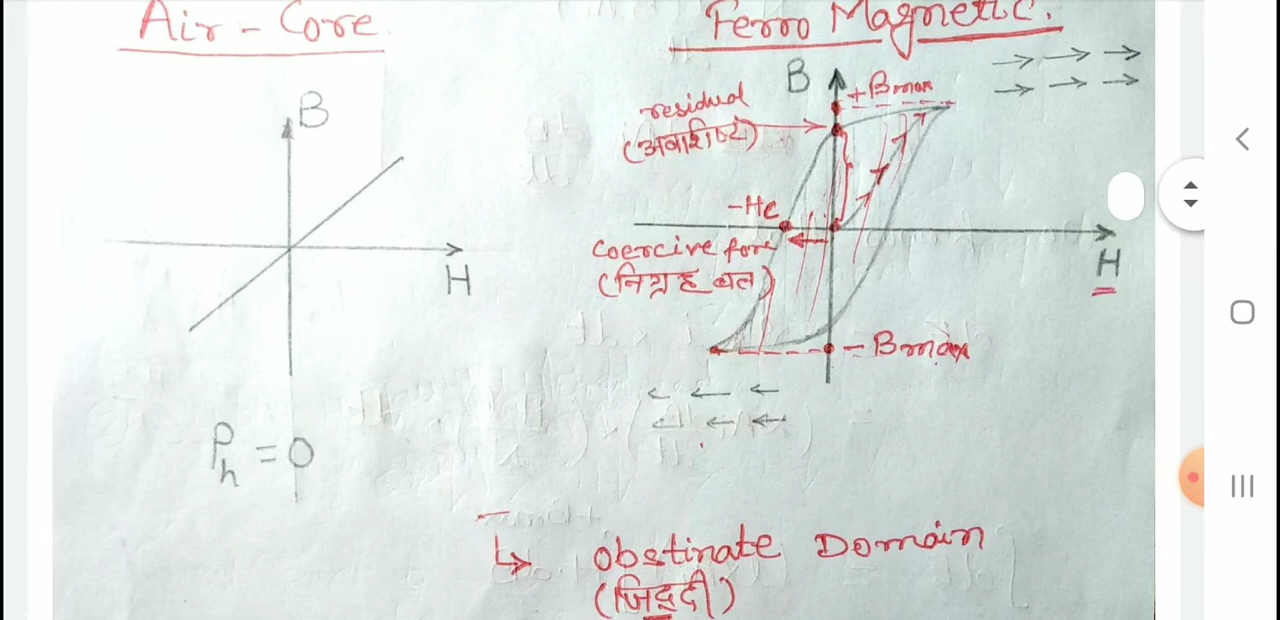 Air-Core
Ferro Magnetic.
B
B
+Bmax
residual
(अवशिष्ट)
-Hc
H
H
coercive force
(निग्रह बल)
-Bmax
Ph=0
↳ obstinate Domain
(जिद्दी)